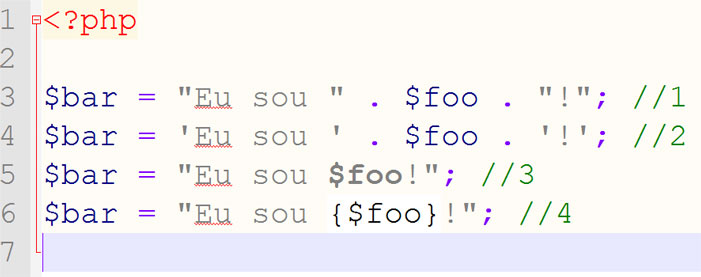 1 <?php
2
3 $bar = "Eu sou " . $foo . "!"; //1
4 $bar = 'Eu sou ' . $foo . '!'; //2
5 $bar = "Eu sou $foo!"; //3
6 $bar = "Eu sou {$foo}!"; //4
7